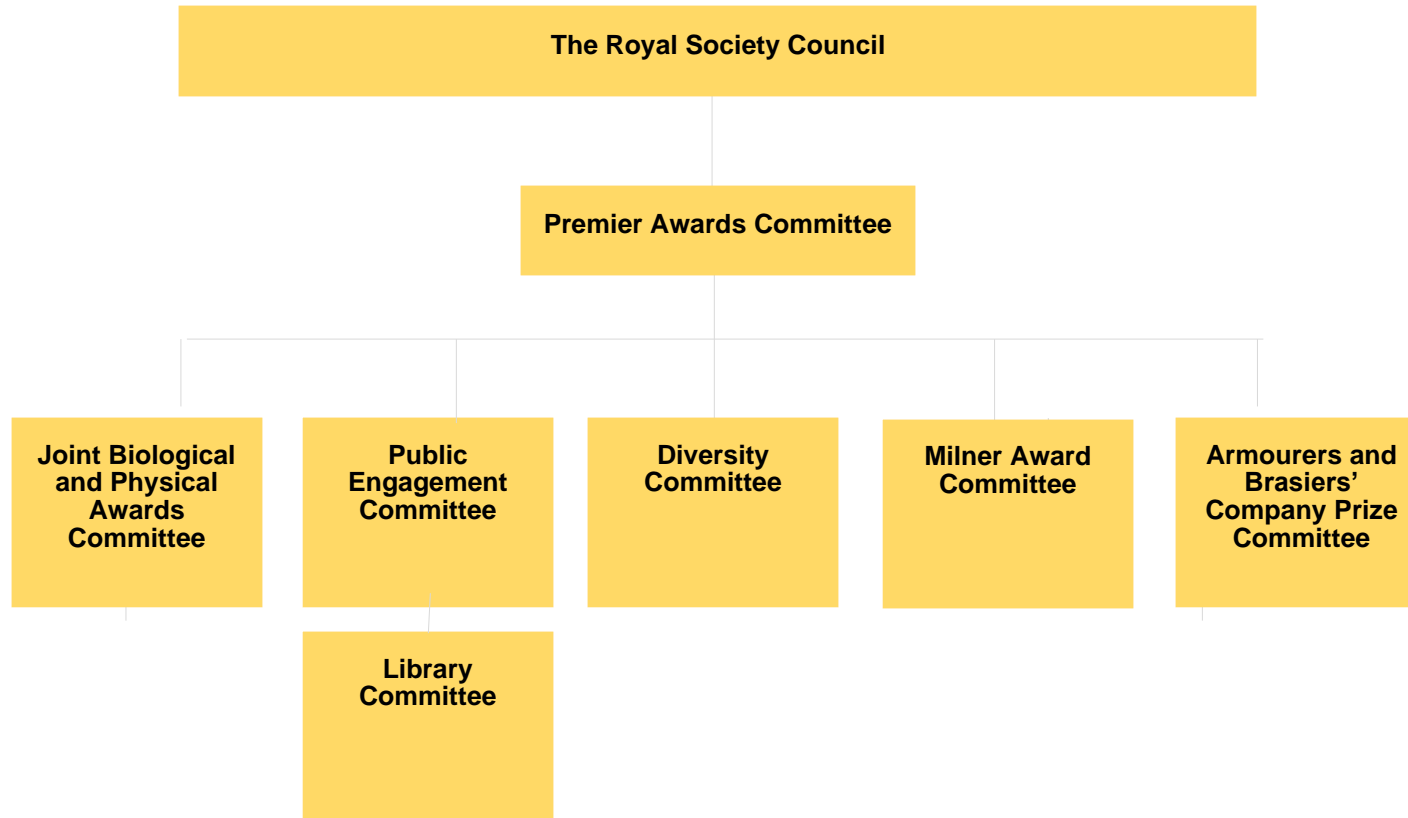 The Royal Society Council
Premier Awards Committee
Joint Biological
and Physical
Awards
Committee
Public
Engagement
Committee
Diversity
Committee
Milner Award
Committee
Armourers and
Brasiers’
Company Prize
Committee
Library
Committee